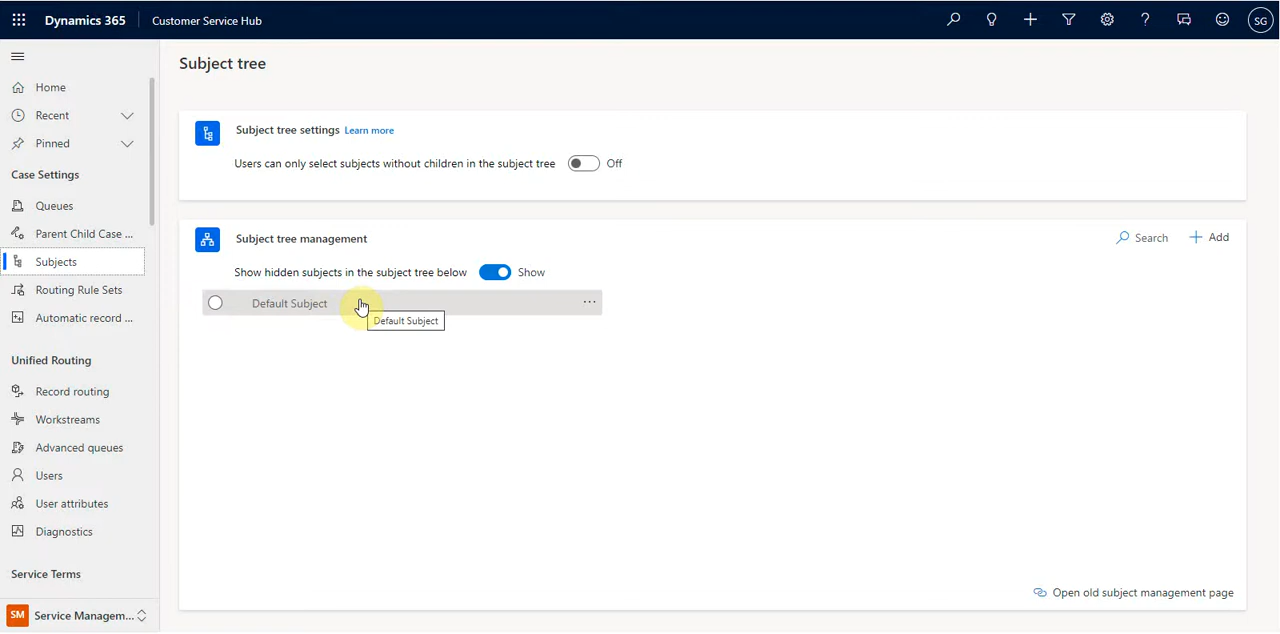 Dynamics 365
Customer Service Hub
SG
Home
Recent
Pinned
Case Settings
Queues
Parent Child Case ...
Subjects
Routing Rule Sets
Automatic record ...
Unified Routing
Record routing
Workstreams
Advanced queues
Users
User attributes
Diagnostics
Service Terms
SM Service Managem...
Subject tree
Subject tree settings Learn more
Users can only select subjects without children in the subject tree Off
Subject tree management
Search
Add
Show hidden subjects in the subject tree below Show
Default Subject ...
Default Subject
Open old subject management page